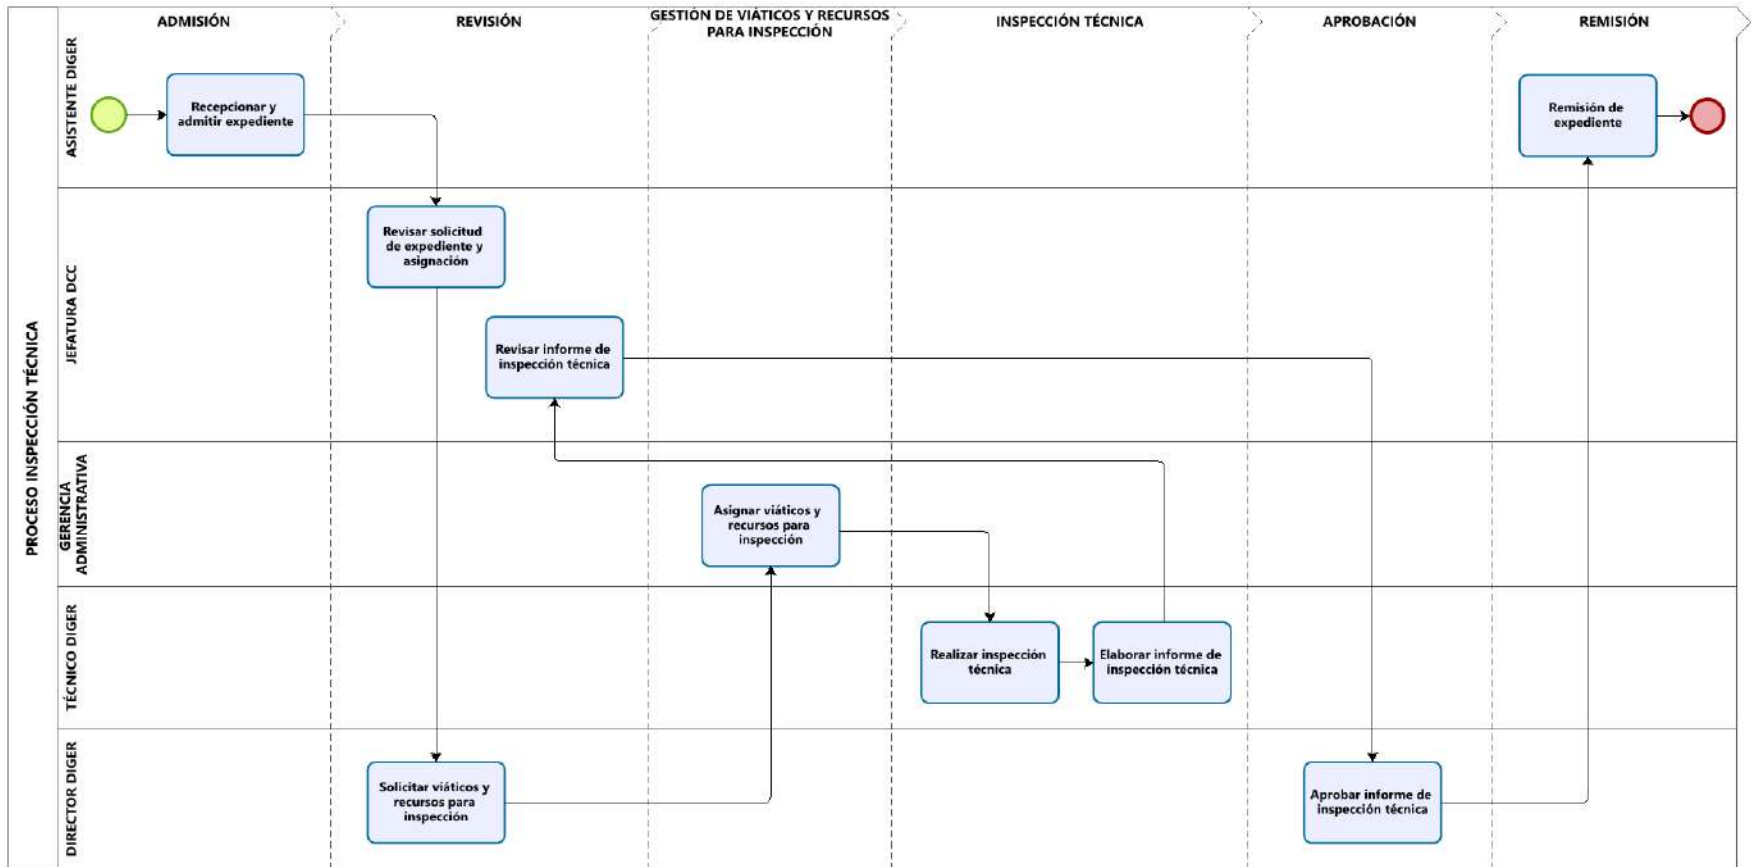 ADMISIÓN
REVISIÓN
GESTIÓN DE VIÁTICOS Y RECURSOS
PARA INSPECCIÓN
INSPECCIÓN TÉCNICA
APROBACIÓN
REMISIÓN
PROCESO INSPECCIÓN TÉCNICA
ASISTENTE DIGER
Recepcionar y
admitir expediente
Remisión de
expediente
JEFATURA DCC
Revisar solicitud
de expediente y
asignación
Revisar informe de
inspección técnica
GERENCIA
ADMINISTRATIVA
Asignar viáticos y
recursos para
inspección
TÉCNICO DIGER
Realizar inspección
técnica
Elaborar informe de
inspección técnica
DIRECTOR DIGER
Solicitar viáticos y
recursos para
inspección
Aprobar informe de
inspección técnica